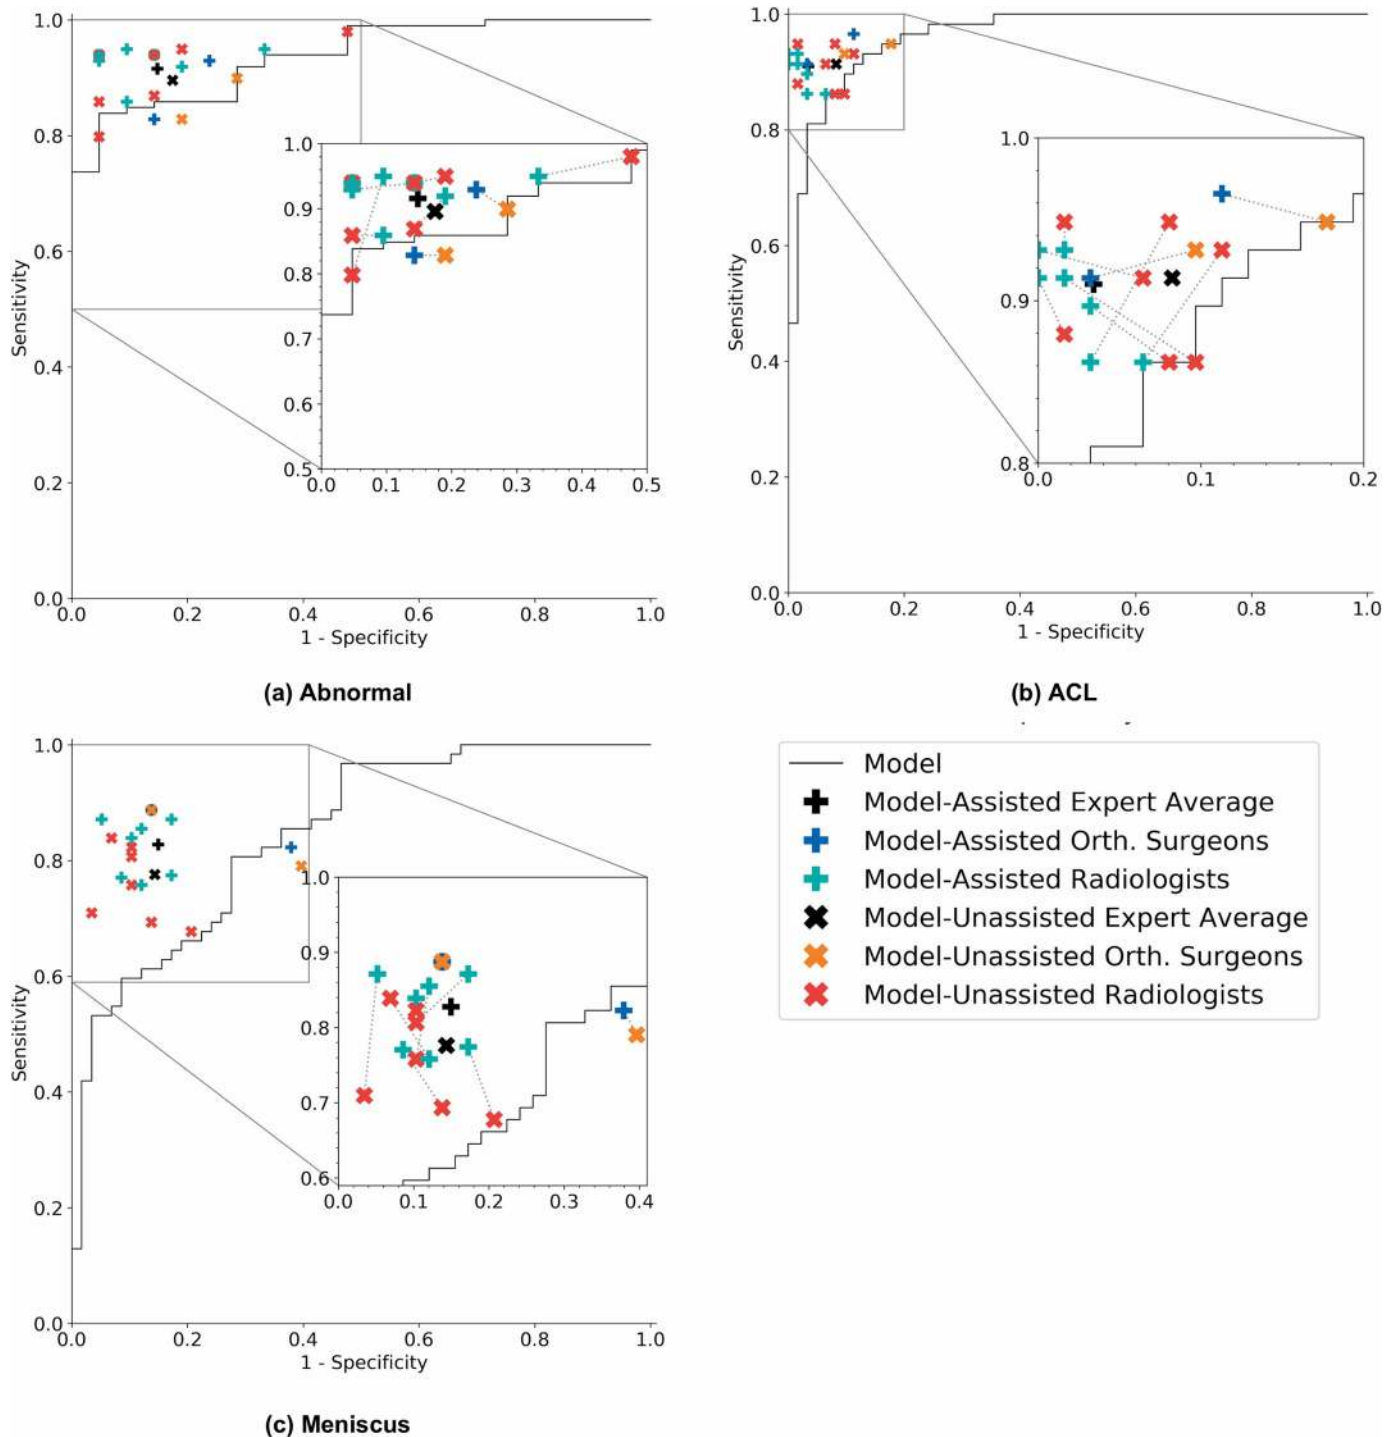 1.0
0.8
0.6
0.4
0.2
0.0
Sensitivity
0.0 0.2 0.4 0.6 0.8 1.0
1 - Specificity
1.0
0.9
0.8
0.7
0.6
0.5
0.0 0.1 0.2 0.3 0.4 0.5
(a) Abnormal
1.0
0.8
0.6
0.4
0.2
0.0
Sensitivity
0.0 0.2 0.4 0.6 0.8 1.0
1 - Specificity
1.0
0.9
0.8
0.0 0.1 0.2
(b) ACL
1.0
0.8
0.6
0.4
0.2
0.0
Sensitivity
0.0 0.2 0.4 0.6 0.8 1.0
1 - Specificity
1.0
0.9
0.8
0.7
0.6
0.0 0.1 0.2 0.3 0.4
(c) Meniscus
Model
Model-Assisted Expert Average
Model-Assisted Orth. Surgeons
Model-Assisted Radiologists
Model-Unassisted Expert Average
Model-Unassisted Orth. Surgeons
Model-Unassisted Radiologists